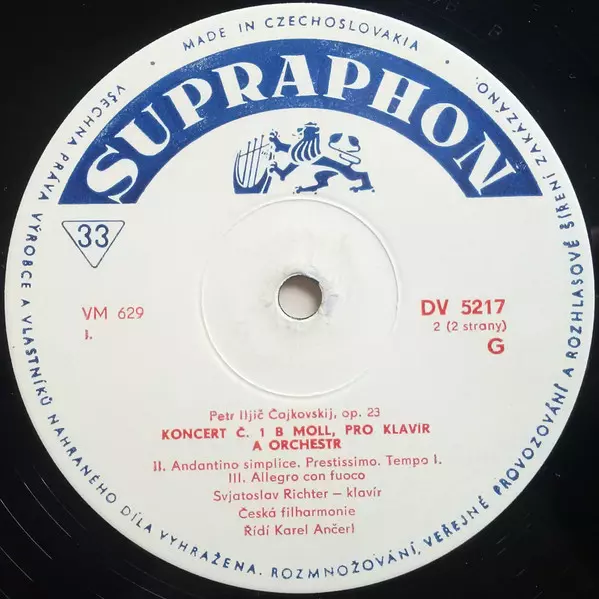 MADE IN CZECHOSLOVAKIA
SUPRAPHON
33
VM 629
1.
DV 5217
2 (2 strany)
G
Petr Iljič Čajkovskij, op. 23
KONCERT Č. 1 B MOLL, PRO KLAVÍR
A ORCHESTR
II. Andantino simplice. Prestissimo. Tempo I.
III. Allegro con fuoco
Svjatoslav Richter – klavír
Česká filharmonie
Řídí Karel Ančerl
VŠECHNA PRÁVA VÝROBCE A VLASTNÍKŮ NAHRANÉHO DÍLA VYHRAŽENA. ROZMNOŽOVÁNÍ, VEŘEJNÉ PROVOZOVÁNÍ A ROZHLASOVÉ ŠÍŘENÍ ZAKÁZÁNO.